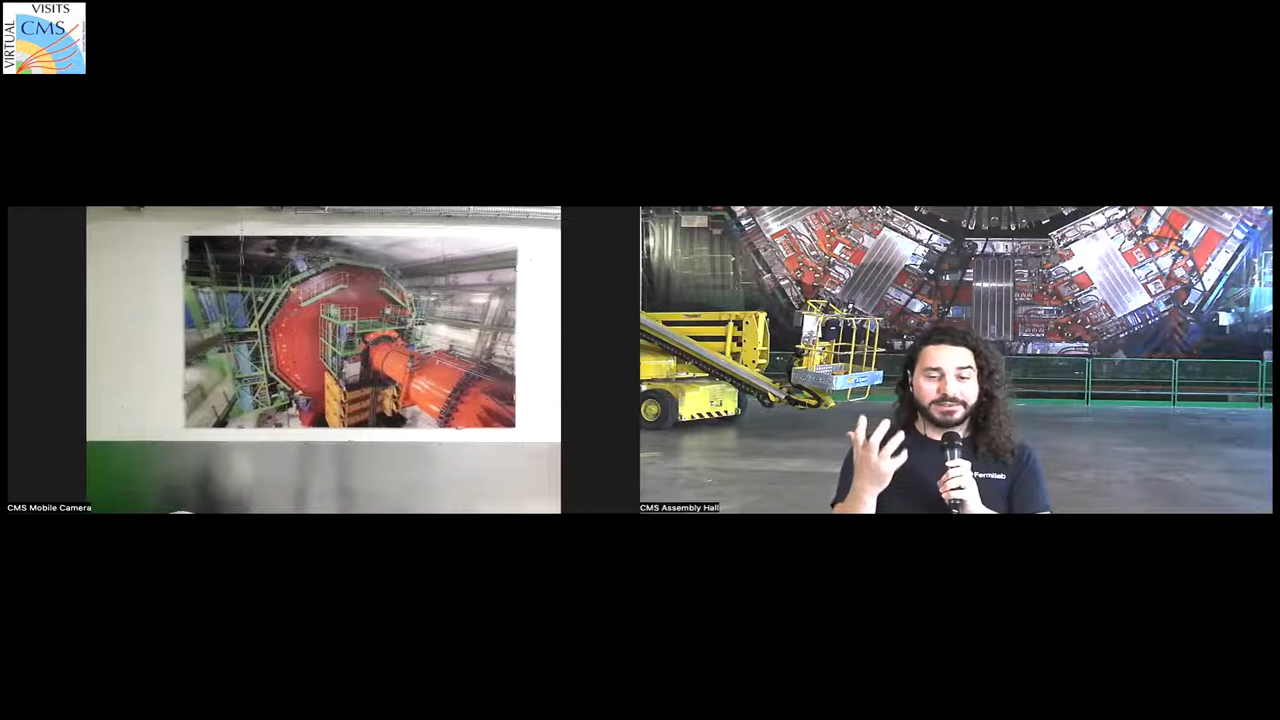 VISITS
VIRTUAL
CMS
CMS Mobile Camera
CMS Assembly Hall
Fermilab